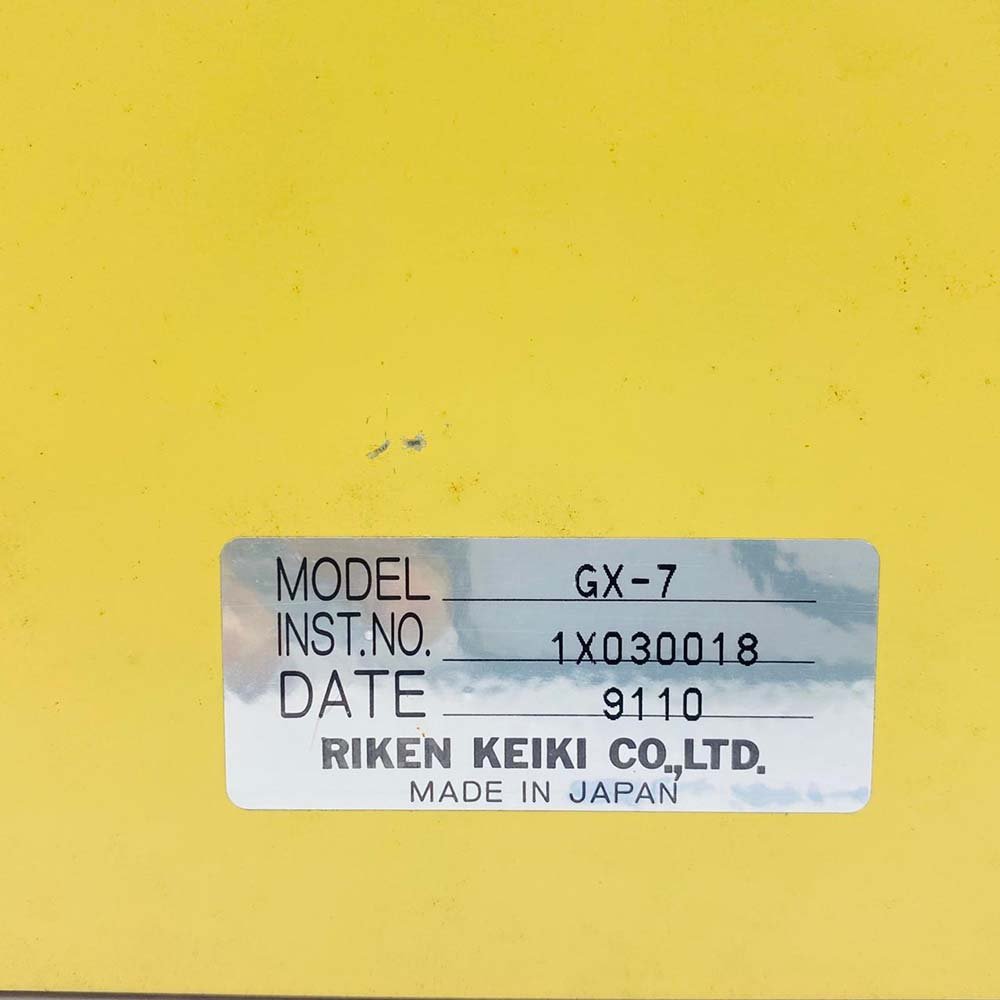 MODEL GX-7
INST.NO. 1X030018
DATE 9110
RIKEN KEIKI CO.,LTD.
MADE IN JAPAN